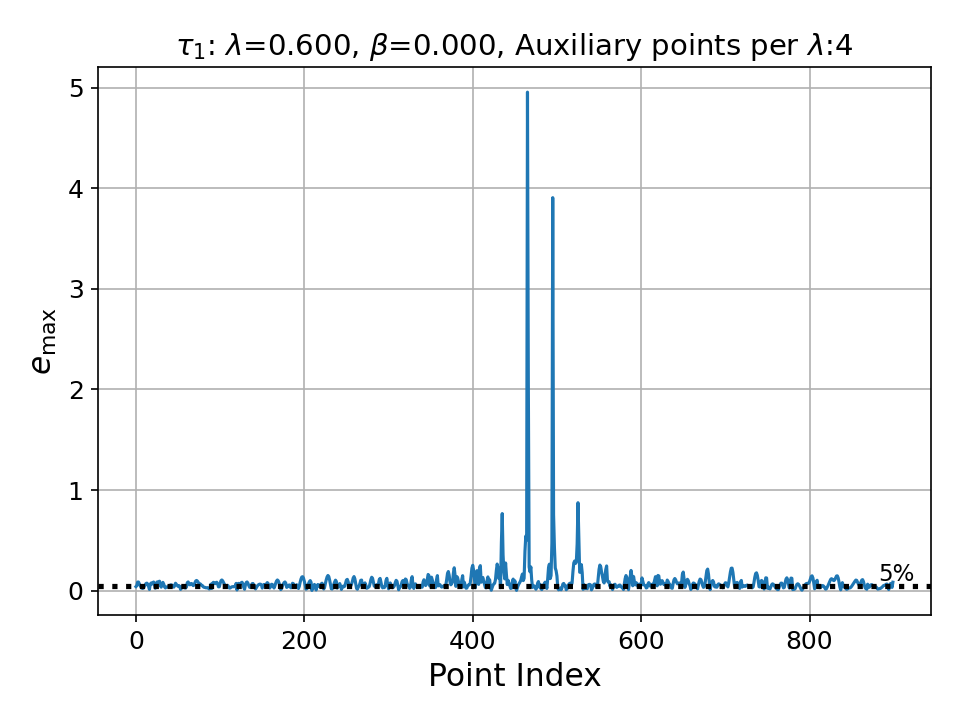 τ₁: λ=0.600, β=0.000, Auxiliary points per λ:4
5
4
3
2
1
0
e_max
5%
0 200 400 600 800
Point Index